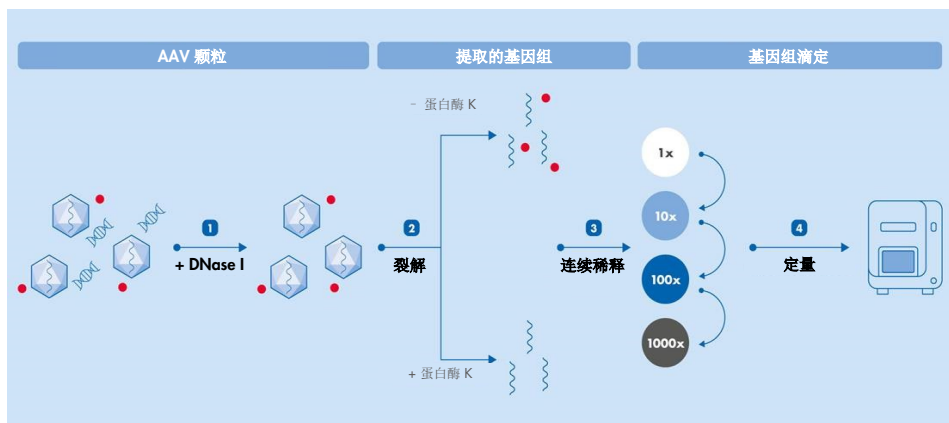 AAV 颗粒
提取的基因组
基因组滴定
- 蛋白酶 K
1x
10x
1
2
3
4
+ DNase I
裂解
连续稀释
定量
100x
1000x
+ 蛋白酶 K